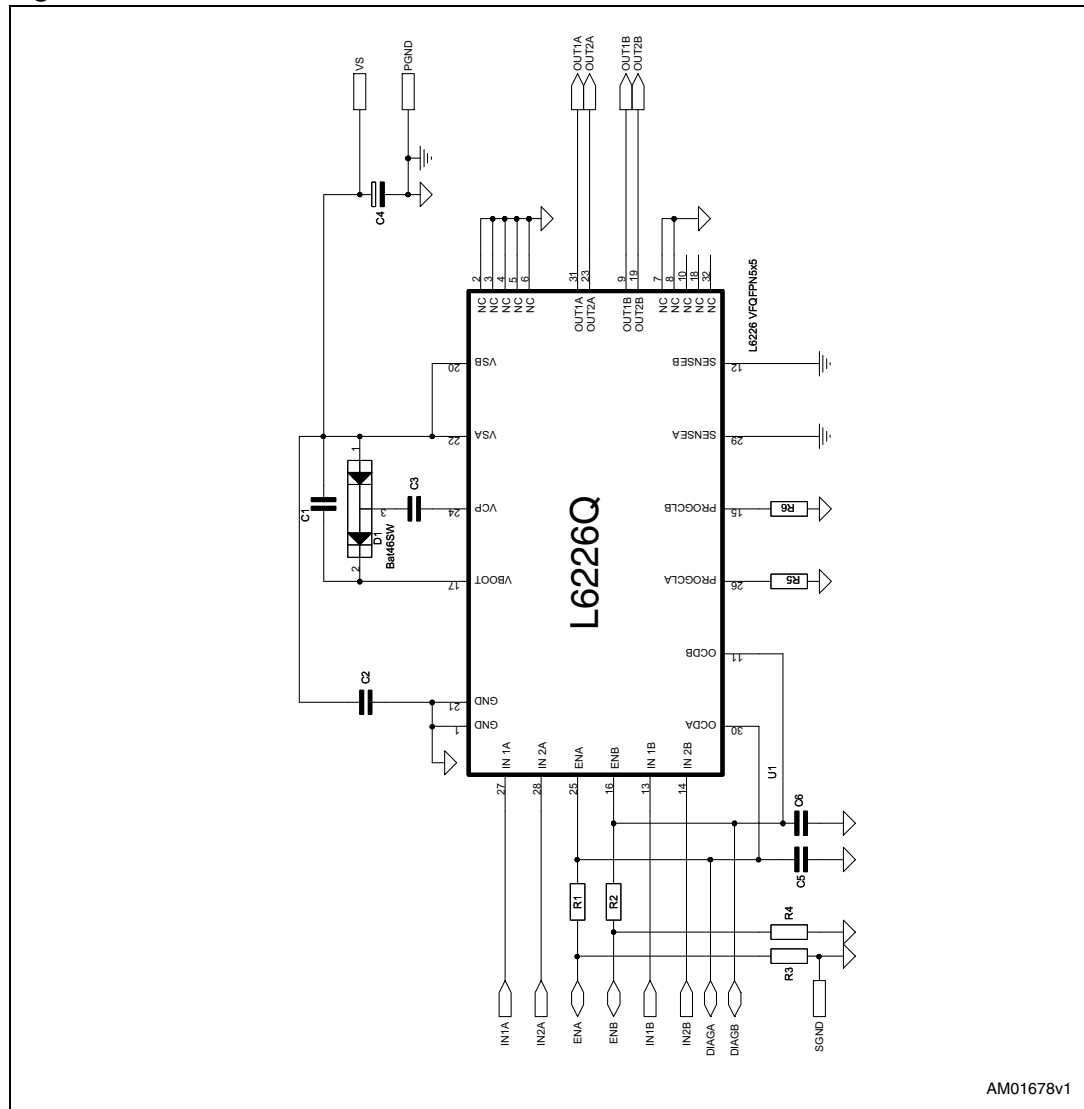 VS
PGND
C4
OUT1A
OUT2A
OUT1B
OUT2B
2
3
4
5
6
31
23
9
19
7
8
10
18
32
NC
NC
NC
NC
NC
OUT1A
OUT2A
OUT1B
OUT2B
NC
NC
NC
NC
NC
L6226 VFQFPN5x5
20
VSB
SENSEB
12
22
VSA
SENSEA
29
C1
1
3
2
D1
Bat46SW
C3
24
VCP
PROGCLB
15
R6
17
VBOOT
PROGCLA
26
R5
L6226Q
OCDB
11
C2
21
GND
1
GND
OCDA
30
IN 1A
IN 2A
ENA
ENB
IN 1B
IN 2B
U1
27
28
25
16
13
14
C6
C5
R1
R2
R4
R3
IN1A
IN2A
ENA
ENB
IN1B
IN2B
DIAGA
DIAGB
SGND
AM01678v1